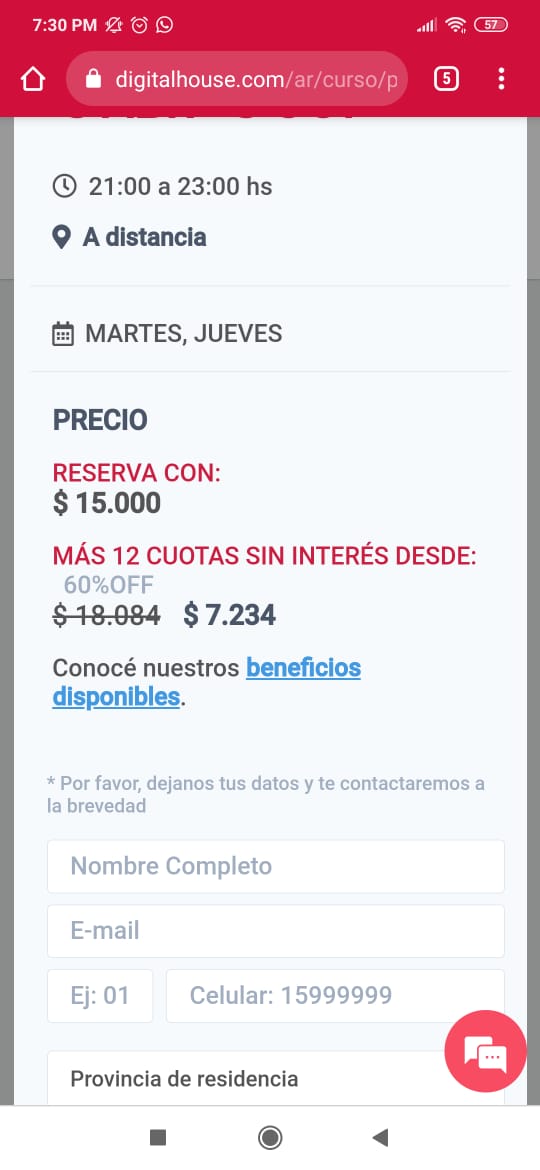 7:30 PM
57
digitalhouse.com/ar/curso/p
5
21:00 a 23:00 hs
A distancia
MARTES, JUEVES
PRECIO
RESERVA CON:
$ 15.000
MÁS 12 CUOTAS SIN INTERÉS DESDE:
60%OFF
$ 18.084 $ 7.234
Conocé nuestros beneficios
disponibles.
* Por favor, dejanos tus datos y te contactaremos a
la brevedad
Nombre Completo
E-mail
Ej: 01
Celular: 15999999
Provincia de residencia